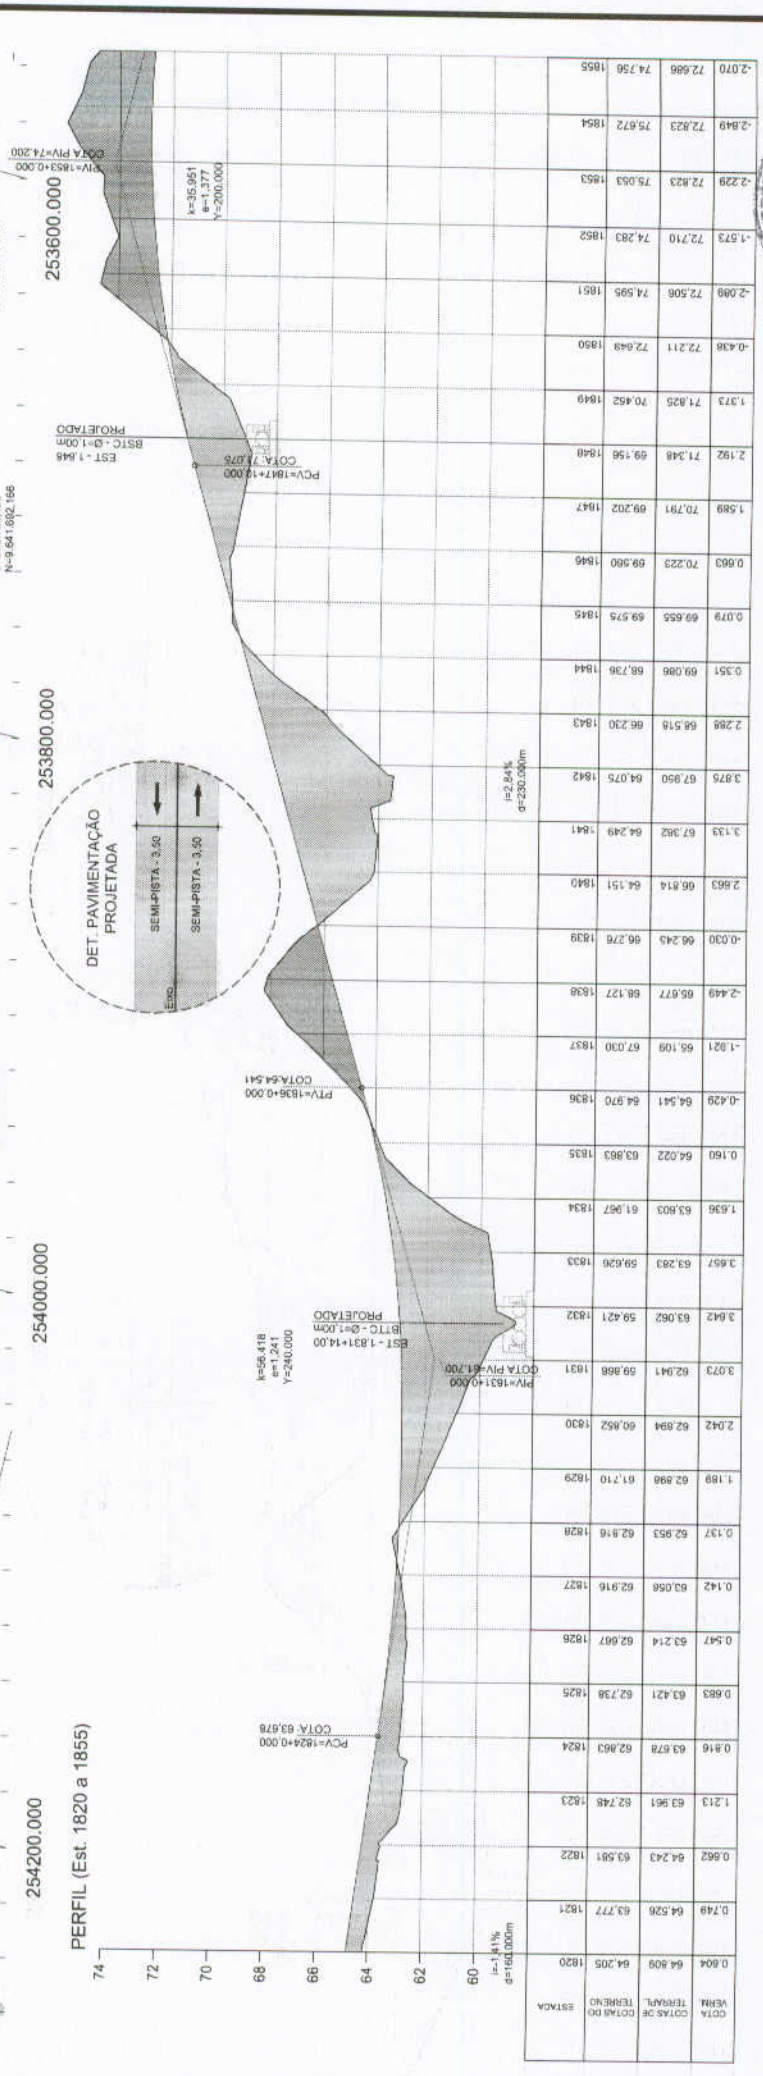 N=9.641.692,166
253600.000
253800.000
254000.000
254200.000
PERFIL (Est. 1820 a 1855)
DET. PAVIMENTAÇÃO
PROJETADA
SEMI-PISTA - 3,50
SEMI-PISTA - 3,50
Eixo
74
72
70
68
66
64
62
60
i=-1,41%
d=160.000m
PCV=1824+0,000
COTA: 63,678
k=56,418
e=1,241
Y=240.000
PIV=1831+0,000
COTA PIV=61,700
EST - 1.831+14,00
BTTC - Ø=1,00m
PROJETADO
PTV=1836+0,000
COTA:64,541
i=2,84%
d=230.000m
PCV=1847+10,000
COTA: 71,075
EST - 1.848
BSTC - Ø=1,00m
PROJETADO
k=35,951
e=1,377
Y=200.000
PIV=1853+0,000
COTA PIV=74,200
ESTACA
COTAS DO TERRENO
COTAS DE TERRAPL.
COTA VERM.
1820 64,205 64,809 0,604
1821 63,777 64,526 0,749
1822 63,581 64,243 0,662
1823 62,748 63,961 1,213
1824 62,863 63,678 0,816
1825 62,738 63,421 0,683
1826 62,667 63,214 0,547
1827 62,916 63,058 0,142
1828 62,816 62,953 0,137
1829 61,710 62,898 1,189
1830 60,852 62,894 2,042
1831 59,868 62,941 3,073
1832 59,421 63,062 3,642
1833 59,626 63,283 3,657
1834 61,967 63,603 1,636
1835 63,863 64,022 0,160
1836 64,970 64,541 -0,429
1837 67,030 65,109 -1,921
1838 68,127 65,677 -2,449
1839 66,276 66,245 -0,030
1840 64,151 66,814 2,663
1841 64,249 67,382 3,133
1842 64,075 67,950 3,875
1843 66,230 68,518 2,288
1844 68,736 69,086 0,351
1845 69,575 69,655 0,079
1846 69,560 70,223 0,663
1847 69,202 70,791 1,589
1848 69,156 71,348 2,192
1849 70,452 71,825 1,373
1850 72,649 72,211 -0,438
1851 74,595 72,506 -2,089
1852 74,283 72,710 -1,573
1853 75,053 72,823 -2,229
1854 75,672 72,823 -2,849
1855 74,756 72,686 -2,070